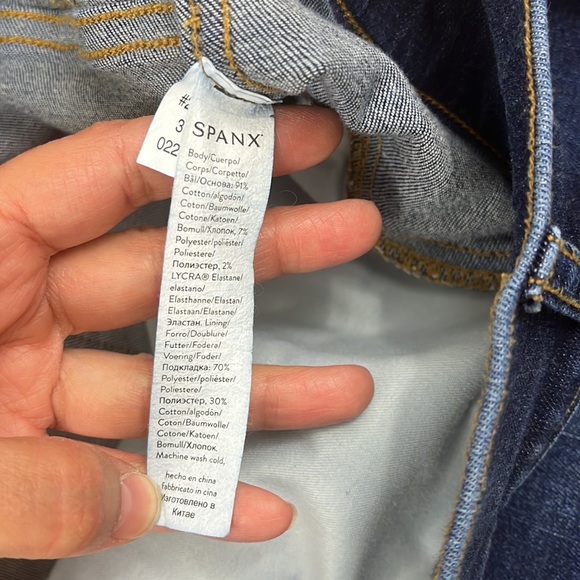 SPANX
Body/Cuerpo/
Corps/Corpetto/
Bál/Основа: 91%
Cotton/algodón/
Coton/Baumwolle/
Cotone/Katoen/
Bomull/Хлопок, 7%
Polyester/poliéster/
Poliestere/
Полиэстер, 2%
LYCRA® Elastane/
elastano/
Elasthanne/Elastan/
Elastaan/Elastane/
Эластан. Lining/
Forro/Doublure/
Futter/Fodera/
Voering/Foder/
Подкладка: 70%
Polyester/poliéster/
Poliestere/
Полиэстер, 30%
Cotton/algodón/
Coton/Baumwolle/
Cotone/Katoen/
Bomull/Хлопок.
Machine wash cold,
hecho en china
fabbricato in cina
Изготовлено в
Китае
3
022